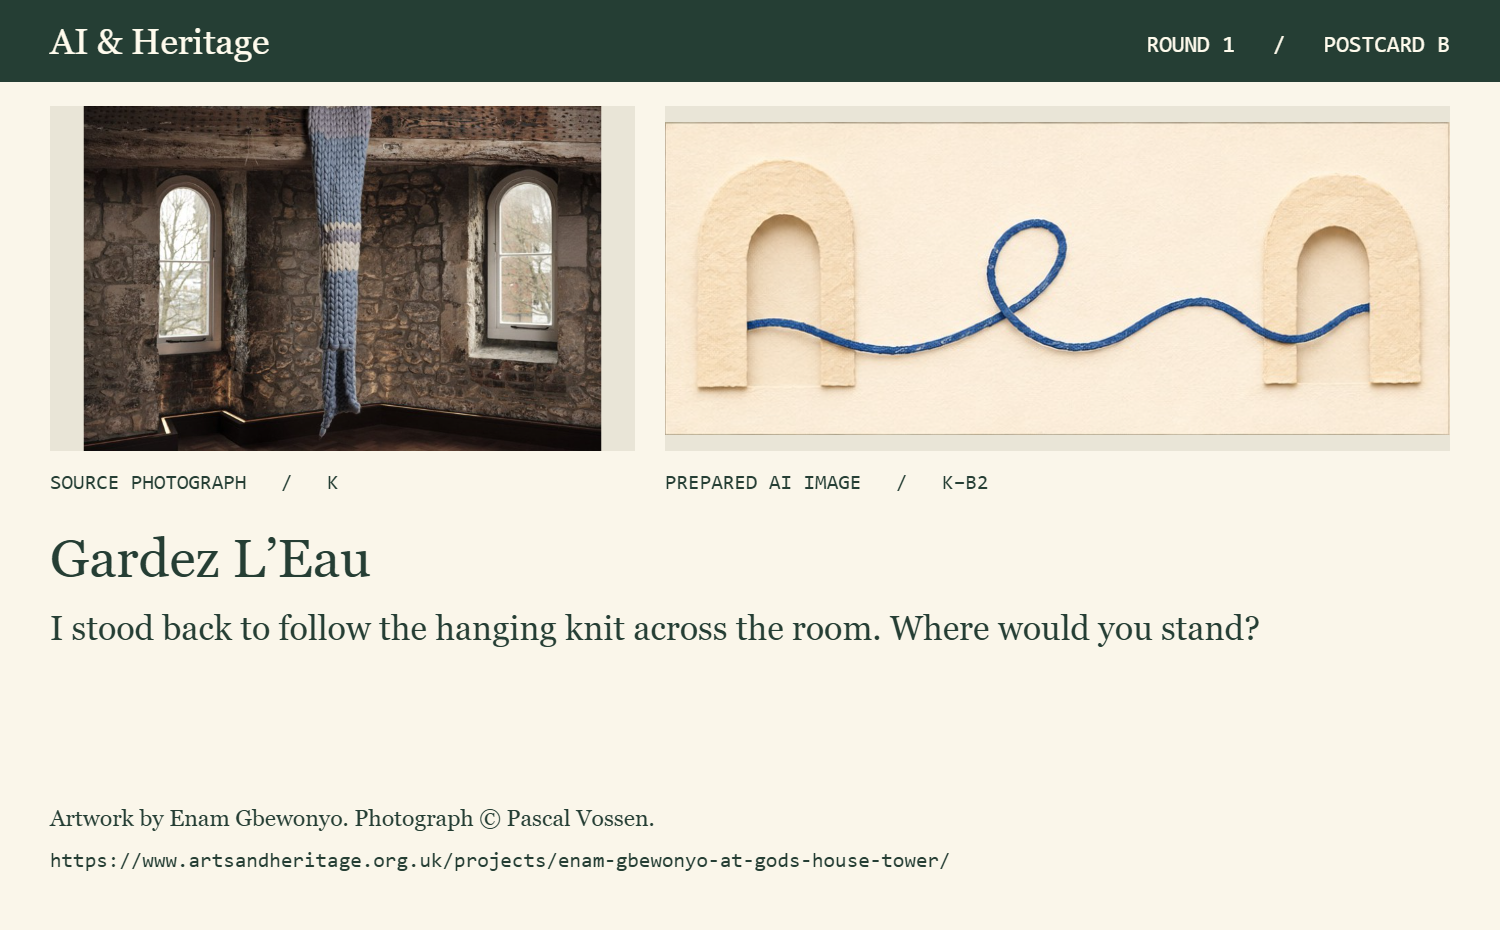 AI & Heritage
ROUND 1 / POSTCARD B
SOURCE PHOTOGRAPH / K
PREPARED AI IMAGE / K–B2
Gardez L’Eau
I stood back to follow the hanging knit across the room. Where would you stand?
Artwork by Enam Gbewonyo. Photograph © Pascal Vossen.
https://www.artsandheritage.org.uk/projects/enam-gbewonyo-at-gods-house-tower/